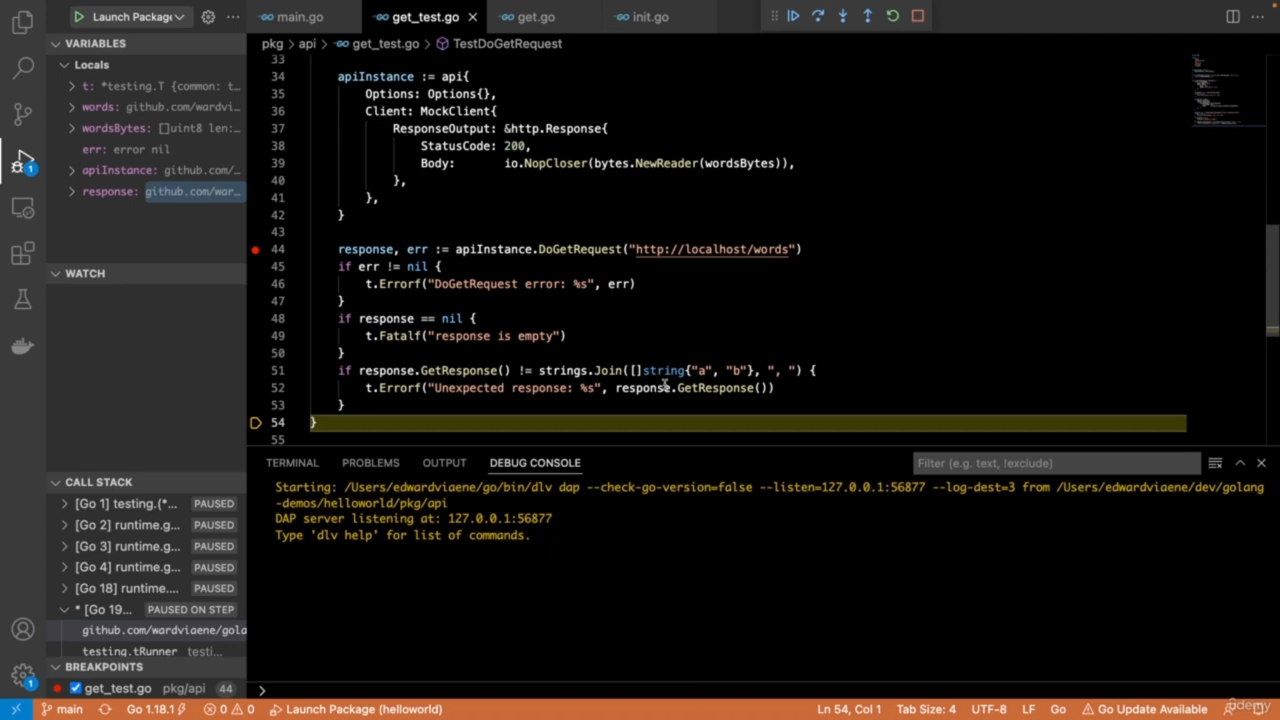 Launch Package
main.go
get_test.go
get.go
init.go
VARIABLES
pkg > api > get_test.go > TestDoGetRequest
Locals
t: *testing.T {common: t…
words: github.com/wardvi…
wordsBytes: []uint8 len:…
err: error nil
apiInstance: github.com/…
response: github.com/war…
WATCH
CALL STACK
[Go 1] testing.(*… PAUSED
[Go 2] runtime.g… PAUSED
[Go 3] runtime.g… PAUSED
[Go 4] runtime.g… PAUSED
[Go 18] runtime.… PAUSED
* [Go 19… PAUSED ON STEP
github.com/wardviaene/gola
testing.tRunner testi…
BREAKPOINTS
get_test.go pkg/api 44
33
34 apiInstance := api{
35 Options: Options{},
36 Client: MockClient{
37 ResponseOutput: &http.Response{
38 StatusCode: 200,
39 Body: io.NopCloser(bytes.NewReader(wordsBytes)),
40 },
41 },
42 }
43
44 response, err := apiInstance.DoGetRequest("http://localhost/words")
45 if err != nil {
46 t.Errorf("DoGetRequest error: %s", err)
47 }
48 if response == nil {
49 t.Fatalf("response is empty")
50 }
51 if response.GetResponse() != strings.Join([]string{"a", "b"}, ", ") {
52 t.Errorf("Unexpected response: %s", response.GetResponse())
53 }
54 }
55
TERMINAL PROBLEMS OUTPUT DEBUG CONSOLE
Filter (e.g. text, !exclude)
Starting: /Users/edwardviaene/go/bin/dlv dap --check-go-version=false --listen=127.0.0.1:56877 --log-dest=3 from /Users/edwardviaene/dev/golang
-demos/helloworld/pkg/api
DAP server listening at: 127.0.0.1:56877
Type 'dlv help' for list of commands.
>
1
1
main Go 1.18.1 0 0 Launch Package (helloworld) Ln 54, Col 1 Tab Size: 4 UTF-8 LF Go Go Update Available
udemy